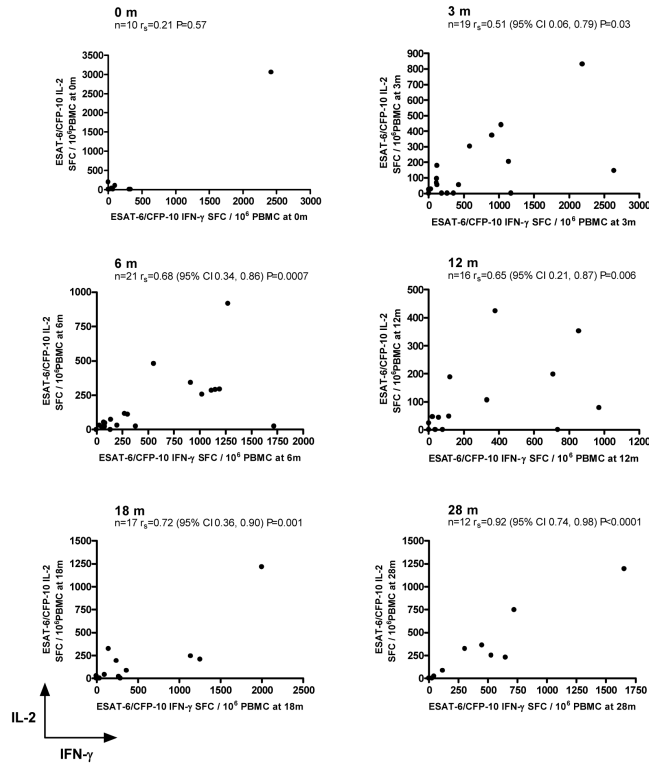 0 m
n=10 rₛ=0.21 P=0.57
ESAT-6/CFP-10 IL-2
SFC / 10⁶PBMC at 0m
3500
3000
2500
2000
1500
1000
500
0
0 500 1000 1500 2000 2500 3000
ESAT-6/CFP-10 IFN-γ SFC / 10⁶ PBMC at 0m
3 m
n=19 rₛ=0.51 (95% CI 0.06, 0.79) P=0.03
ESAT-6/CFP-10 IL-2
SFC / 10⁶PBMC at 3m
900
800
700
600
500
400
300
200
100
0
0 500 1000 1500 2000 2500 3000
ESAT-6/CFP-10 IFN-γ SFC / 10⁶ PBMC at 3m
6 m
n=21 rₛ=0.68 (95% CI 0.34, 0.86) P=0.0007
ESAT-6/CFP-10 IL-2
SFC / 10⁶PBMC at 6m
1000
750
500
250
0
0 250 500 750 1000 1250 1500 1750 2000
ESAT-6/CFP-10 IFN-γ SFC / 10⁶ PBMC at 6m
12 m
n=16 rₛ=0.65 (95% CI 0.21, 0.87) P=0.006
ESAT-6/CFP-10 IL-2
SFC / 10⁶PBMC at 12m
500
400
300
200
100
0
0 200 400 600 800 1000 1200
ESAT-6/CFP-10 IFN-γ SFC / 10⁶ PBMC at 12m
18 m
n=17 rₛ=0.72 (95% CI 0.36, 0.90) P=0.001
ESAT-6/CFP-10 IL-2
SFC / 10⁶PBMC at 18m
1500
1250
1000
750
500
250
0
0 500 1000 1500 2000 2500
ESAT-6/CFP-10 IFN-γ SFC / 10⁶ PBMC at 18m
28 m
n=12 rₛ=0.92 (95% CI 0.74, 0.98) P<0.0001
ESAT-6/CFP-10 IL-2
SFC / 10⁶PBMC at 28m
1500
1250
1000
750
500
250
0
0 250 500 750 1000 1250 1500 1750
ESAT-6/CFP-10 IFN-γ SFC / 10⁶ PBMC at 28m
IL-2
IFN-γ